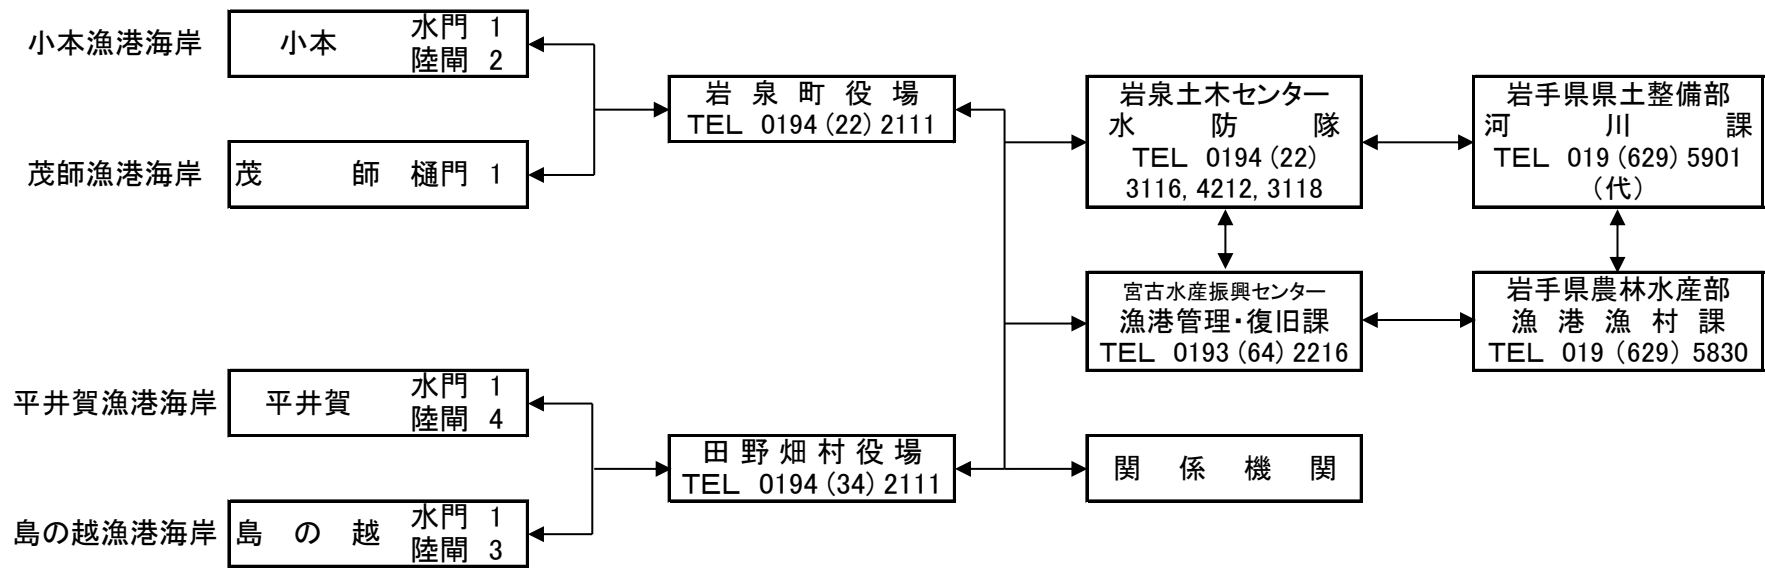 小本漁港海岸
小本
水門 1
陸閘 2
茂師漁港海岸
茂師 樋門 1
岩泉町役場
TEL 0194(22)2111
岩泉土木センター
水防隊
TEL 0194(22)
3116,4212,3118
岩手県県土整備部
河川課
TEL 019(629)5901
(代)
宮古水産振興センター
漁港管理・復旧課
TEL 0193(64)2216
岩手県農林水産部
漁港漁村課
TEL 019(629)5830
平井賀漁港海岸
平井賀
水門 1
陸閘 4
島の越漁港海岸
島の越
水門 1
陸閘 3
田野畑村役場
TEL 0194(34)2111
関係機関